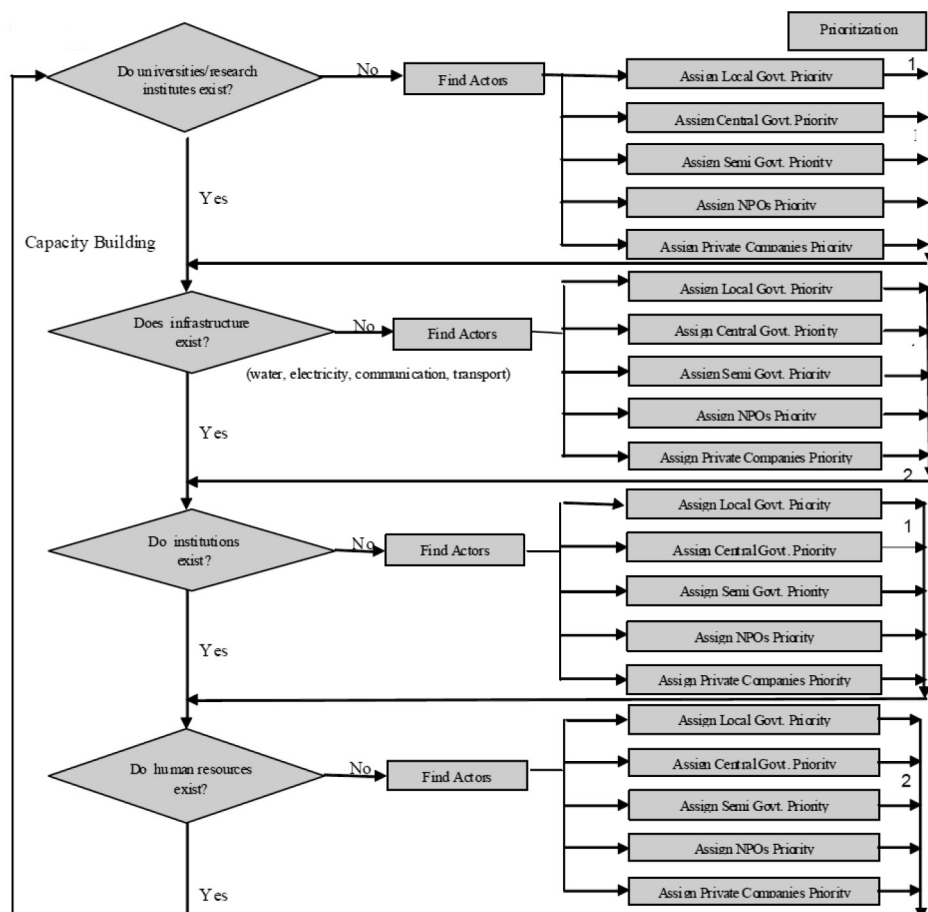 Prioritization
Do universities/research
institutes exist?
No
Find Actors
Assign Local Govt. Priority
1
Assign Central Govt. Priority
Assign Semi Govt. Priority
Assign NPOs Priority
Assign Private Companies Priority
Yes
Capacity Building
Does infrastructure
exist?
No
Find Actors
(water, electricity, communication, transport)
Assign Local Govt. Priority
Assign Central Govt. Priority
Assign Semi Govt. Priority
Assign NPOs Priority
Assign Private Companies Priority
2
Yes
Do institutions
exist?
No
Find Actors
Assign Local Govt. Priority
1
Assign Central Govt. Priority
Assign Semi Govt. Priority
Assign NPOs Priority
Assign Private Companies Priority
Yes
Do human resources
exist?
No
Find Actors
Assign Local Govt. Priority
Assign Central Govt. Priority
2
Assign Semi Govt. Priority
Assign NPOs Priority
Assign Private Companies Priority
Yes